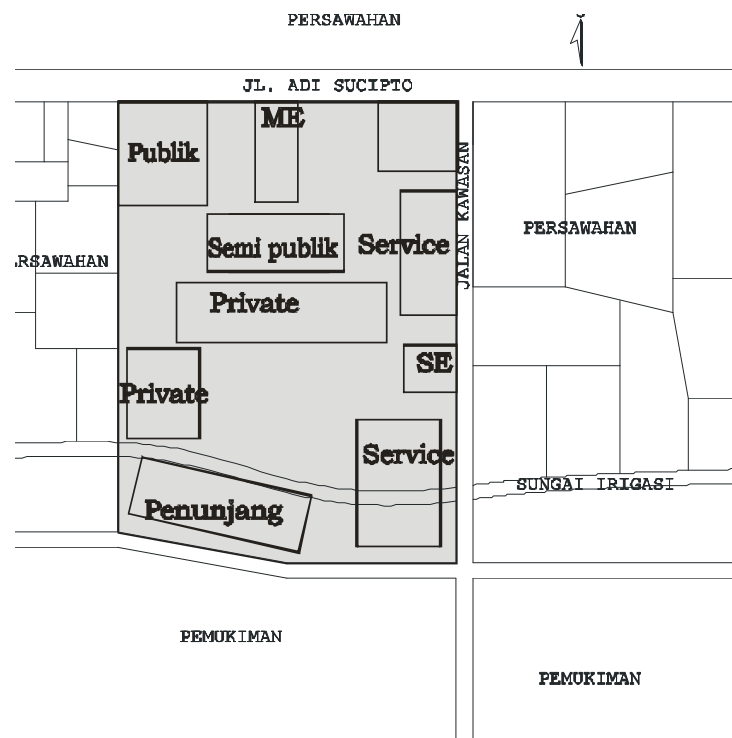 PERSAWAHAN
JL. ADI SUCIPTO
ME
Publik
JALAN KAWASAN
PERSAWAHAN
Semi publik
Service
RSAWAHAN
Private
SE
Private
Service
SUNGAI IRIGASI
Penunjang
PEMUKIMAN
PEMUKIMAN